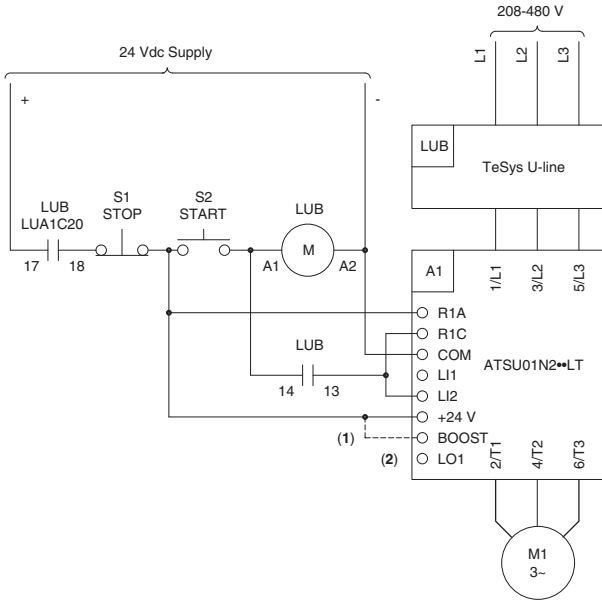 208-480 V
L1
L2
L3
24 Vdc Supply
+
-
LUB
TeSys U-line
LUB
LUA1C20
S1
STOP
S2
START
LUB
M
17
18
A1
A2
A1
1/L1
3/L2
5/L3
R1A
R1C
COM
LI1
LI2
+24 V
BOOST
LO1
ATSU01N2••LT
LUB
14
13
(1)
(2)
2/T1
4/T2
6/T3
M1
3~